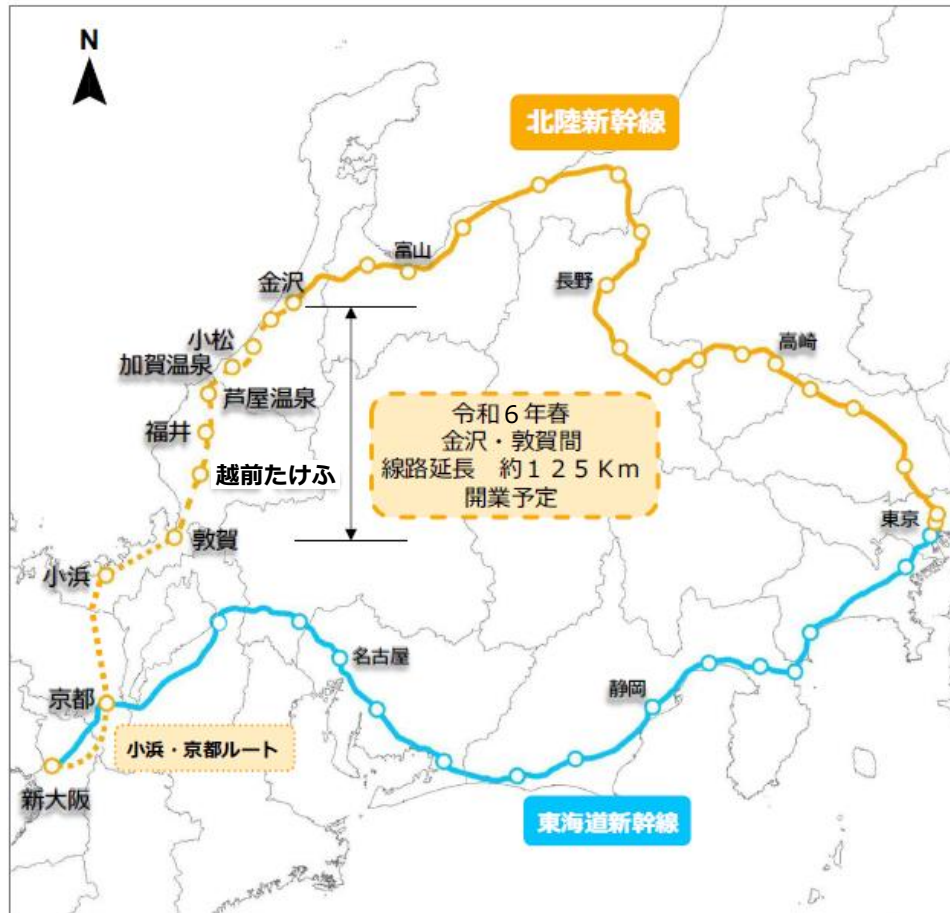 N
北陸新幹線
富山
金沢
長野
小松
加賀温泉
高崎
芦屋温泉
福井
令和６年春
金沢・敦賀間
線路延長　約１２５Ｋｍ
開業予定
越前たけふ
東京
敦賀
小浜
名古屋
静岡
京都
小浜・京都ルート
新大阪
東海道新幹線